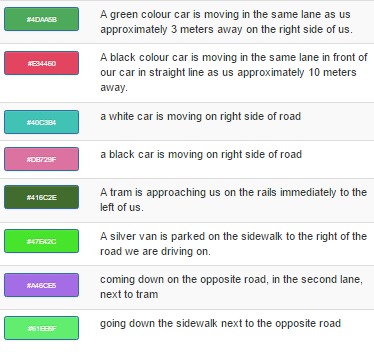 #4DAA5B
A green colour car is moving in the same lane as us
approximately 3 meters away on the right side of us.
#E34460
A black colour car is moving in the same lane in front of
our car in straight line as us approximately 10 meters
away.
#40C3B4
a white car is moving on right side of road
#DB729F
a black car is moving on right side of road
#416C2E
A tram is approaching us on the rails immediately to the
left of us.
#47E42C
A silver van is parked on the sidewalk to the right of the
road we are driving on.
#A46CE5
coming down on the opposite road, in the second lane,
next to tram
going down the sidewalk next to the opposite road